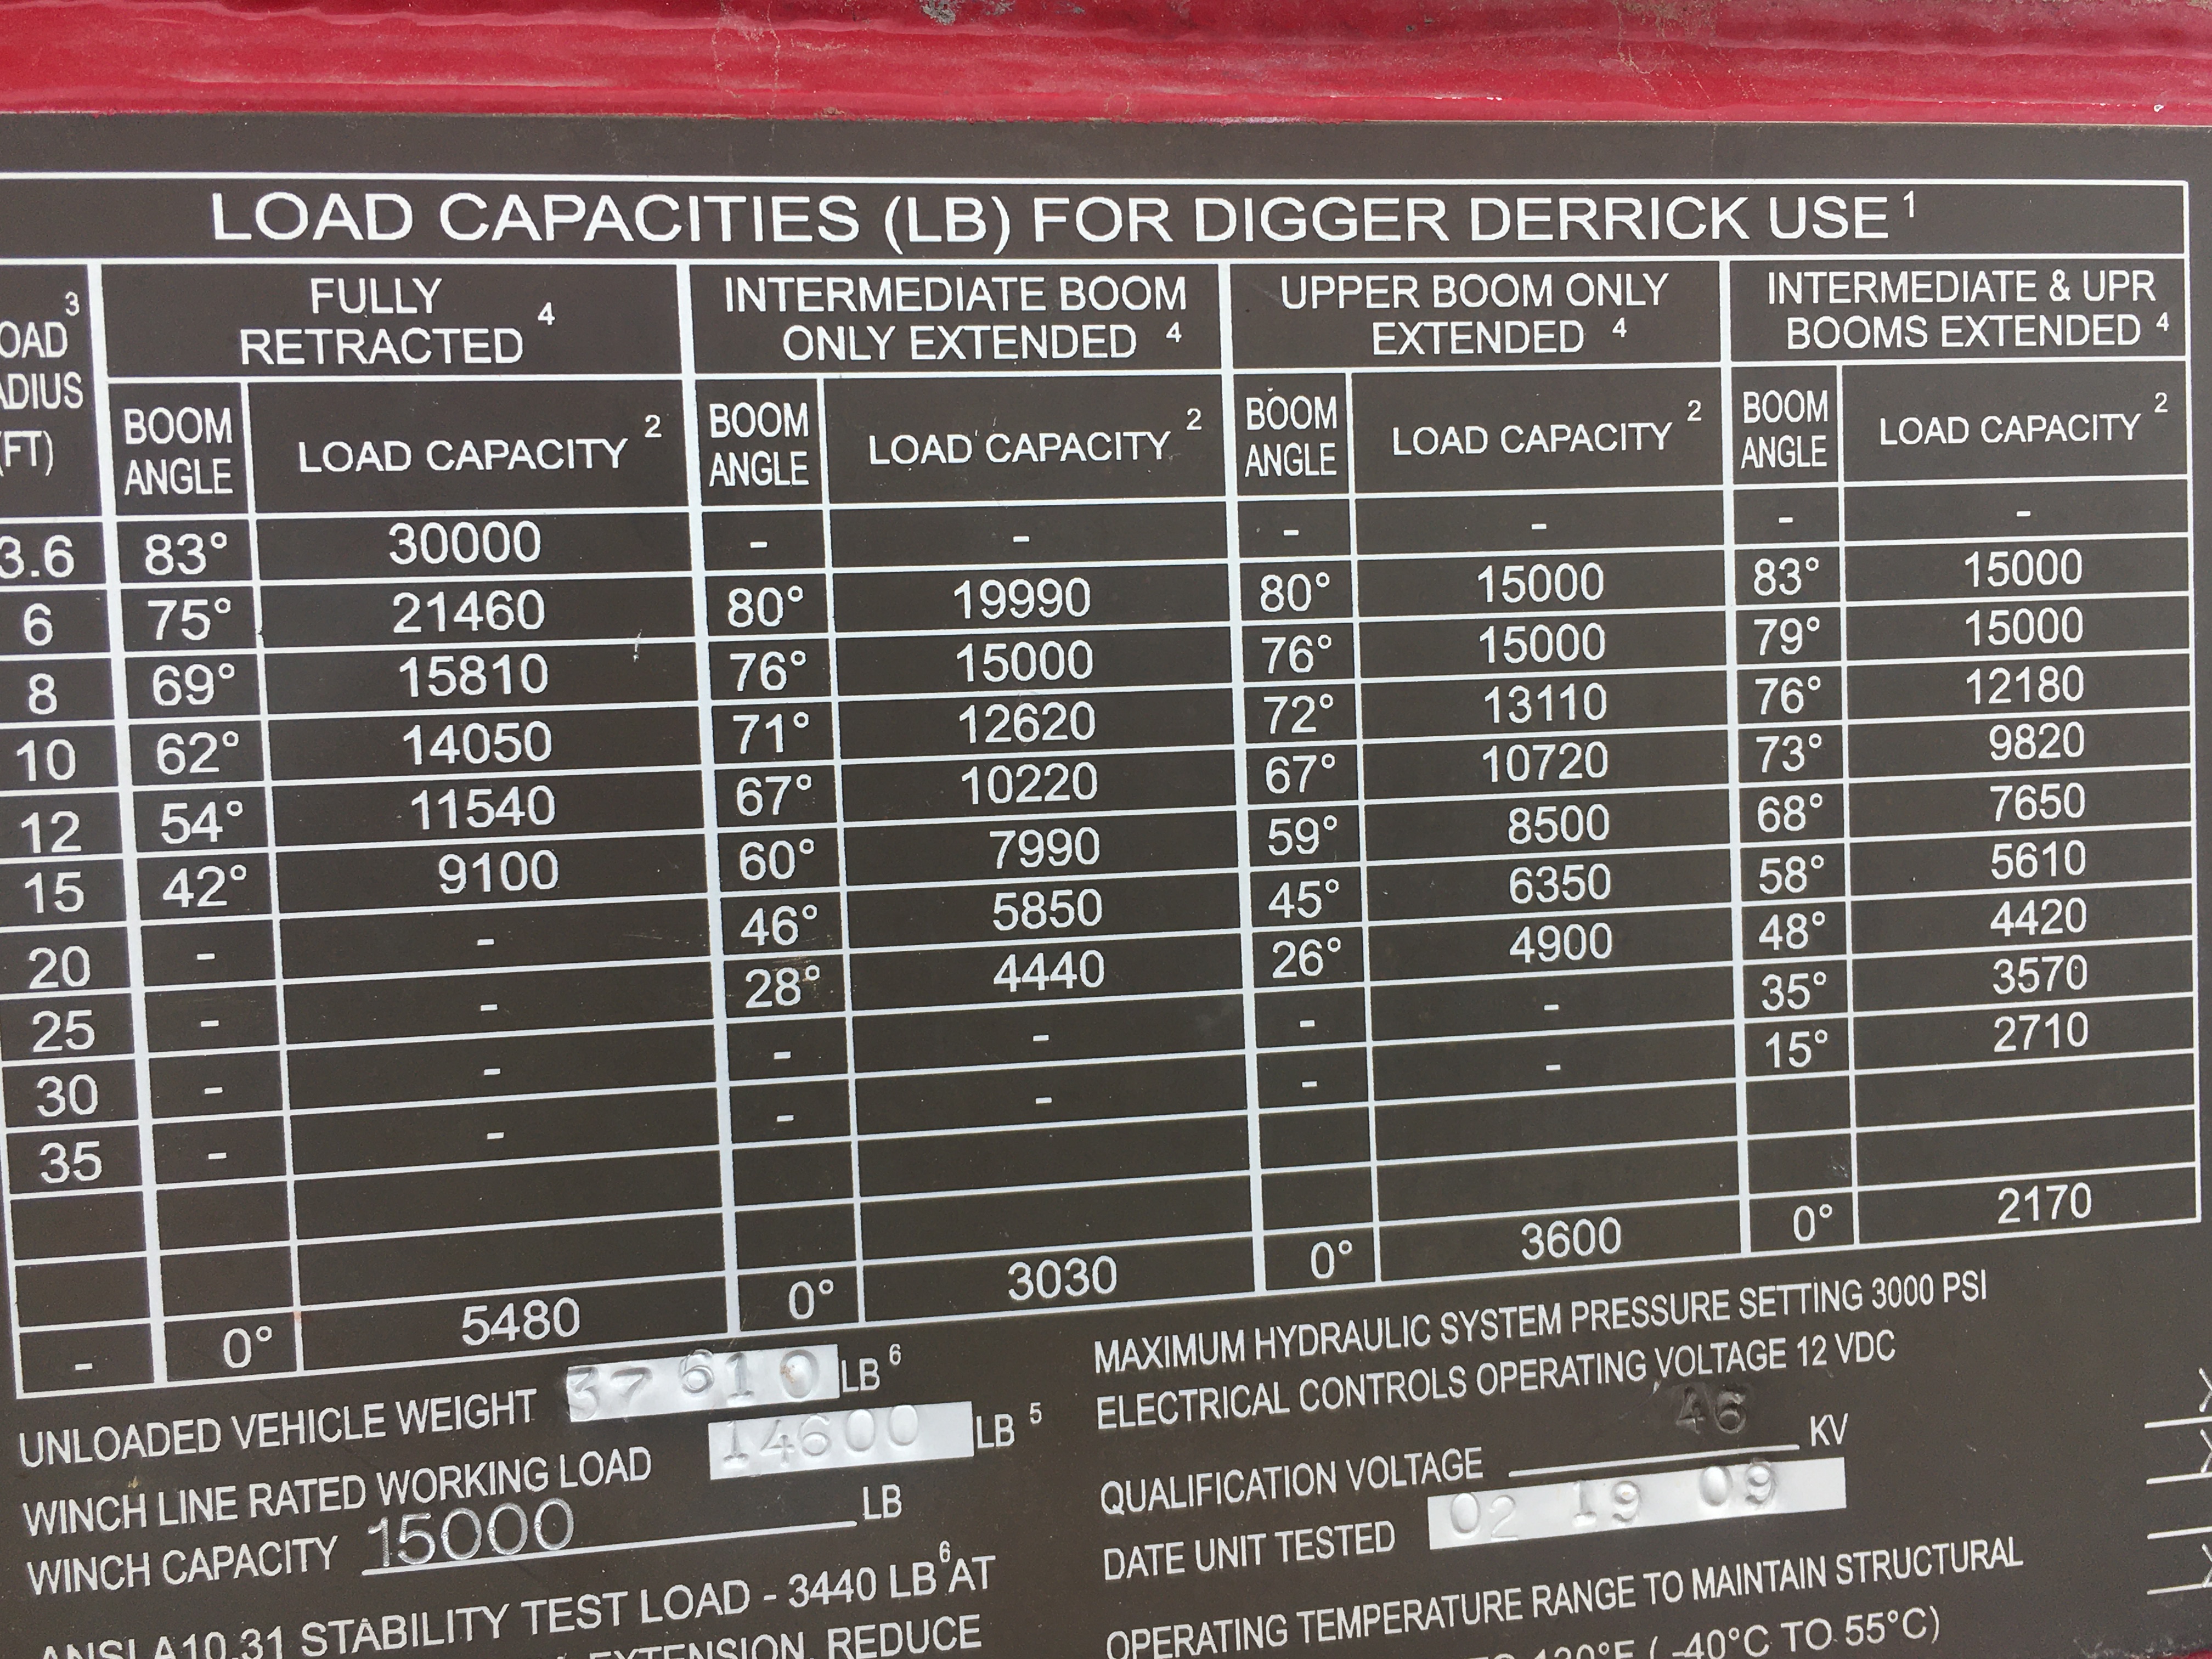 LOAD CAPACITIES (LB) FOR DIGGER DERRICK USE 1
OAD 3
ADIUS
(FT)
FULLY
RETRACTED 4
INTERMEDIATE BOOM
ONLY EXTENDED 4
UPPER BOOM ONLY
EXTENDED 4
INTERMEDIATE & UPR
BOOMS EXTENDED 4
BOOM ANGLE LOAD CAPACITY 2 BOOM ANGLE LOAD CAPACITY 2 BOOM ANGLE LOAD CAPACITY 2 BOOM ANGLE LOAD CAPACITY 2
3.6 83° 30000 - - - - - -
6 75° 21460 80° 19990 80° 15000 83° 15000
8 69° 15810 76° 15000 76° 15000 79° 15000
10 62° 14050 71° 12620 72° 13110 76° 12180
12 54° 11540 67° 10220 67° 10720 73° 9820
15 42° 9100 60° 7990 59° 8500 68° 7650
20 - - 46° 5850 45° 6350 58° 5610
25 - - 28° 4440 26° 4900 48° 4420
30 - - - - - - 35° 3570
35 - - - - - - 15° 2710
- 0° 5480 0° 3030 0° 3600 0° 2170
UNLOADED VEHICLE WEIGHT 37610 LB 6
WINCH LINE RATED WORKING LOAD 14600 LB 5
WINCH CAPACITY 15000 LB
ANSI A10.31 STABILITY TEST LOAD - 3440 LB 6 AT
EXTENSION, REDUCE
MAXIMUM HYDRAULIC SYSTEM PRESSURE SETTING 3000 PSI
ELECTRICAL CONTROLS OPERATING VOLTAGE 12 VDC
QUALIFICATION VOLTAGE 46 KV
DATE UNIT TESTED 02 19 09
OPERATING TEMPERATURE RANGE TO MAINTAIN STRUCTURAL
TO 130°F ( -40°C TO 55°C)